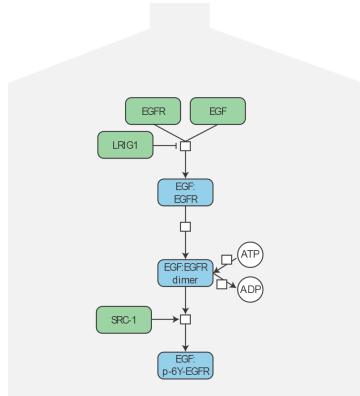 EGFR
EGF
LRIG1
EGF:
EGFR
EGF:EGFR
dimer
ATP
ADP
SRC-1
EGF:
p-6Y-EGFR